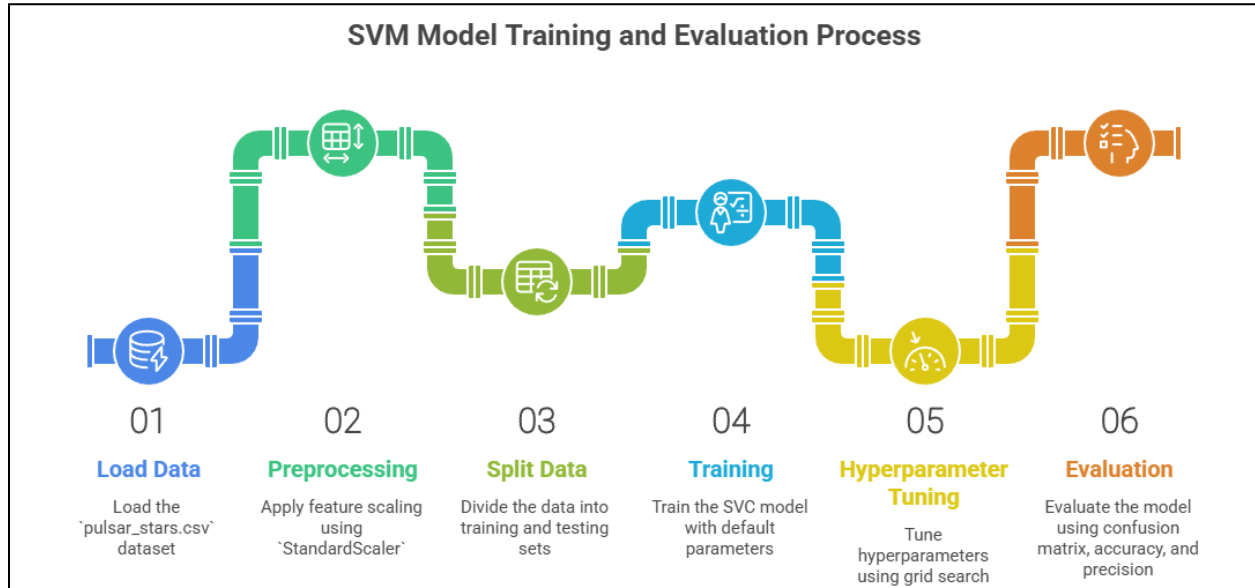 SVM Model Training and Evaluation Process
01
Load Data
Load the
`pulsar_stars.csv`
dataset
02
Preprocessing
Apply feature scaling
using
`StandardScaler`
03
Split Data
Divide the data into
training and testing
sets
04
Training
Train the SVC model
with default
parameters
05
Hyperparameter
Tuning
Tune
hyperparameters
using grid search
06
Evaluation
Evaluate the model
using confusion
matrix, accuracy, and
precision